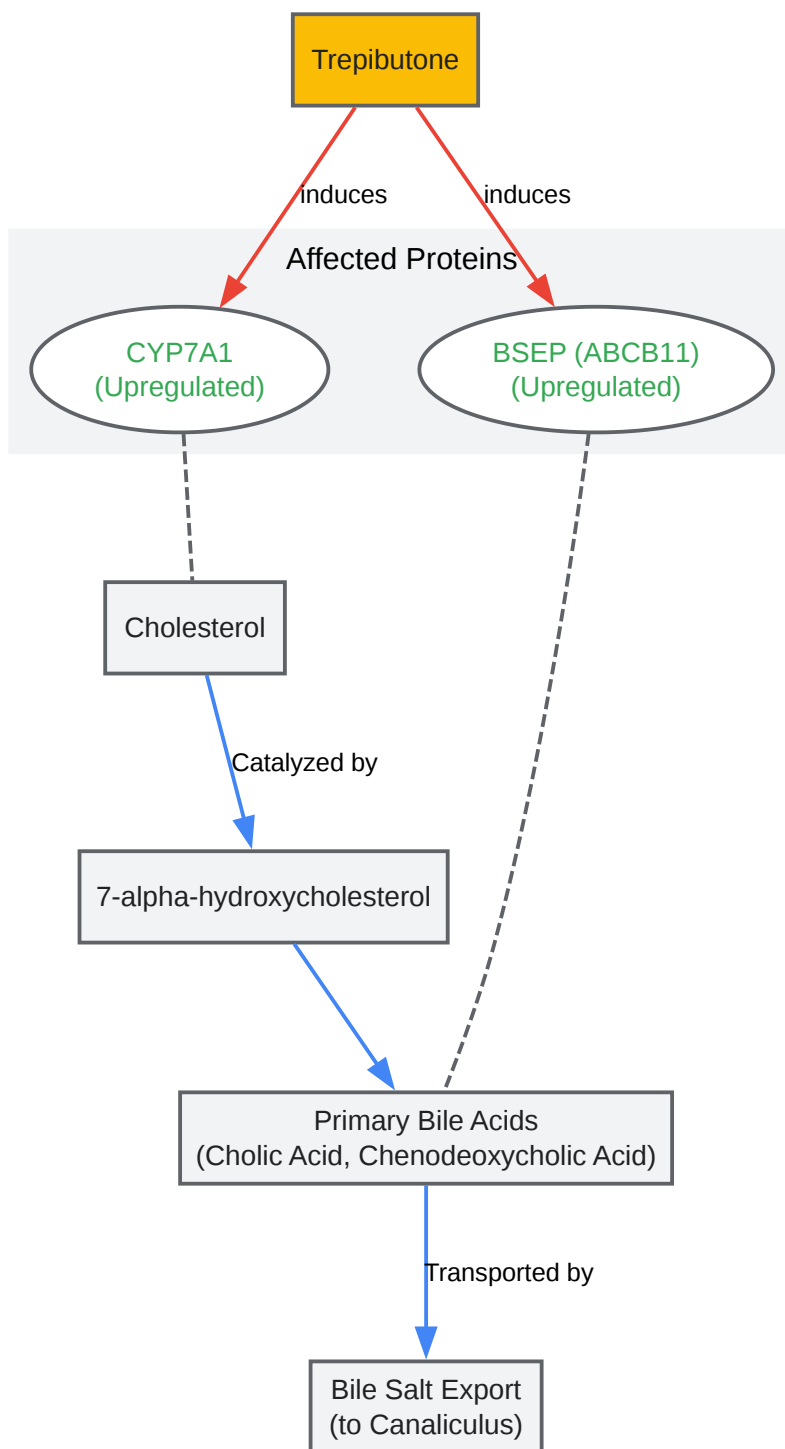 Trepibutone
induces
induces
Affected Proteins
CYP7A1
(Upregulated)
BSEP (ABCB11)
(Upregulated)
Cholesterol
Catalyzed by
7-alpha-hydroxycholesterol
Primary Bile Acids
(Cholic Acid, Chenodeoxycholic Acid)
Transported by
Bile Salt Export
(to Canaliculus)